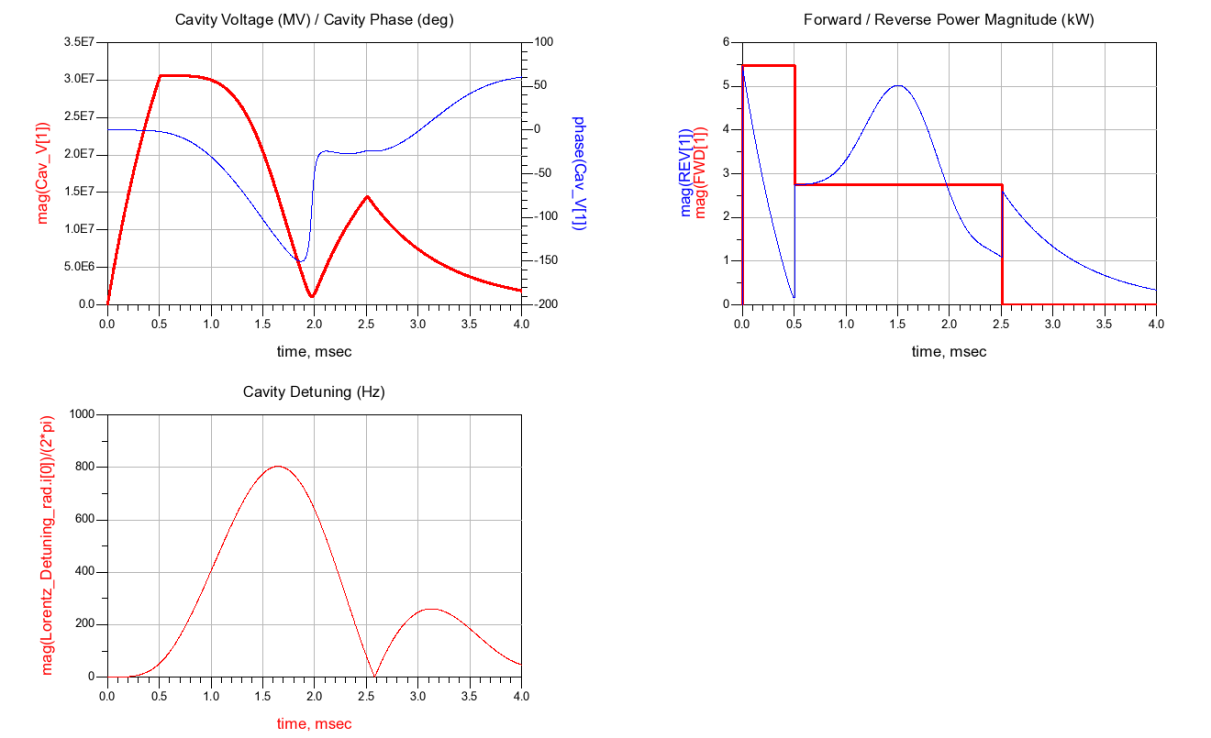 Cavity Voltage (MV) / Cavity Phase (deg)
mag(Cav_V[1])
3.5E7
3.0E7
2.5E7
2.0E7
1.5E7
1.0E7
5.0E6
0.0
100
50
0
-50
-100
-150
-200
phase(Cav_V[1])
0.0 0.5 1.0 1.5 2.0 2.5 3.0 3.5 4.0
time, msec
Forward / Reverse Power Magnitude (kW)
mag(REV[1])
mag(FWD[1])
6
5
4
3
2
1
0
0.0 0.5 1.0 1.5 2.0 2.5 3.0 3.5 4.0
time, msec
Cavity Detuning (Hz)
mag(Lorentz_Detuning_rad.i[0])/(2*pi)
1000
800
600
400
200
0
0.0 0.5 1.0 1.5 2.0 2.5 3.0 3.5 4.0
time, msec